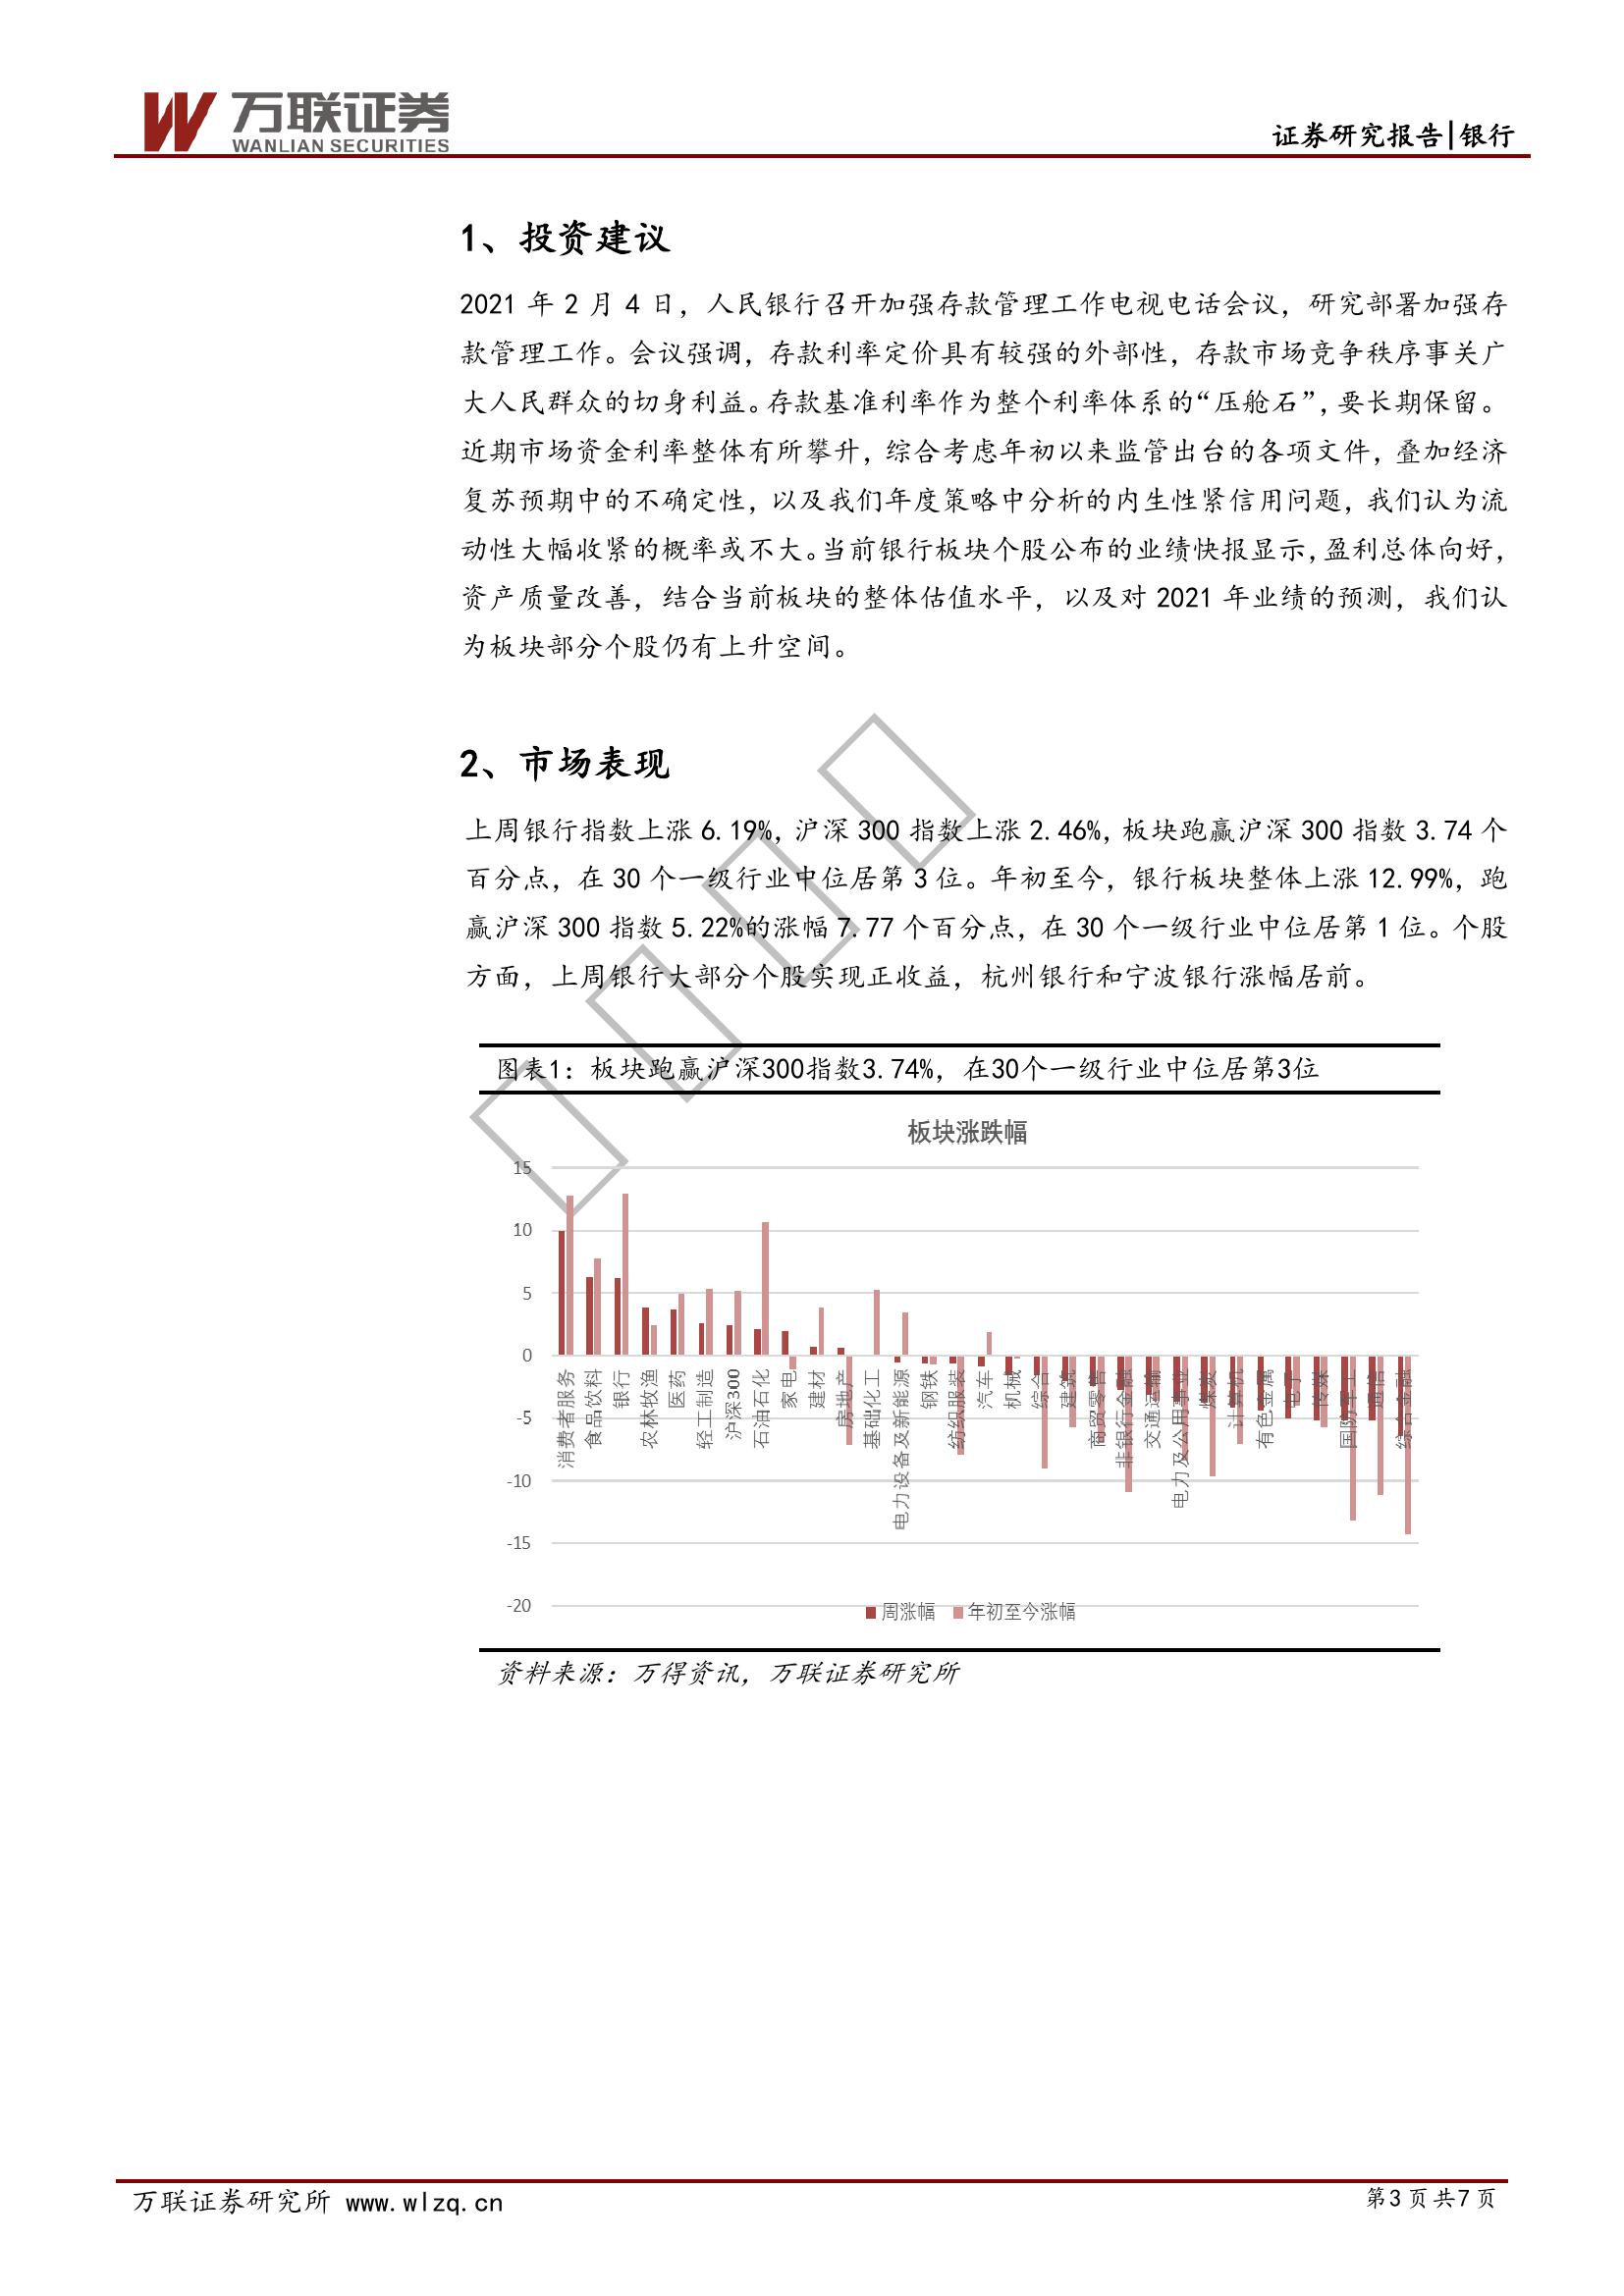 万联证券
WANLIAN SECURITIES
证券研究报告|银行
1、投资建议
2021 年 2 月 4 日，人民银行召开加强存款管理工作电视电话会议，研究部署加强存
款管理工作。会议强调，存款利率定价具有较强的外部性，存款市场竞争秩序事关广
大人民群众的切身利益。存款基准利率作为整个利率体系的“压舱石”，要长期保留。
近期市场资金利率整体有所攀升，综合考虑年初以来监管出台的各项文件，叠加经济
复苏预期中的不确定性，以及我们年度策略中分析的内生性紧信用问题，我们认为流
动性大幅收紧的概率或不大。当前银行板块个股公布的业绩快报显示，盈利总体向好，
资产质量改善，结合当前板块的整体估值水平，以及对 2021 年业绩的预测，我们认
为板块部分个股仍有上升空间。
2、市场表现
上周银行指数上涨 6.19%，沪深 300 指数上涨 2.46%，板块跑赢沪深 300 指数 3.74 个
百分点，在 30 个一级行业中位居第 3 位。年初至今，银行板块整体上涨 12.99%，跑
赢沪深 300 指数 5.22%的涨幅 7.77 个百分点，在 30 个一级行业中位居第 1 位。个股
方面，上周银行大部分个股实现正收益，杭州银行和宁波银行涨幅居前。
图表1：板块跑赢沪深300指数3.74%，在30个一级行业中位居第3位
板块涨跌幅
15
10
5
0
-5
-10
-15
-20
消费者服务
食品饮料
银行
农林牧渔
医药
轻工制造
沪深300
石油石化
家电
建材
房地产
基础化工
电力设备及新能源
钢铁
纺织服装
汽车
机械
综合
建筑
商贸零售
非银行金融
交通运输
电力及公用事业
煤炭
计算机
有色金属
电子
传媒
国防军工
通信
综合金融
周涨幅
年初至今涨幅
资料来源：万得资讯，万联证券研究所
万联证券研究所 www.wlzq.cn
第 3 页 共 7 页